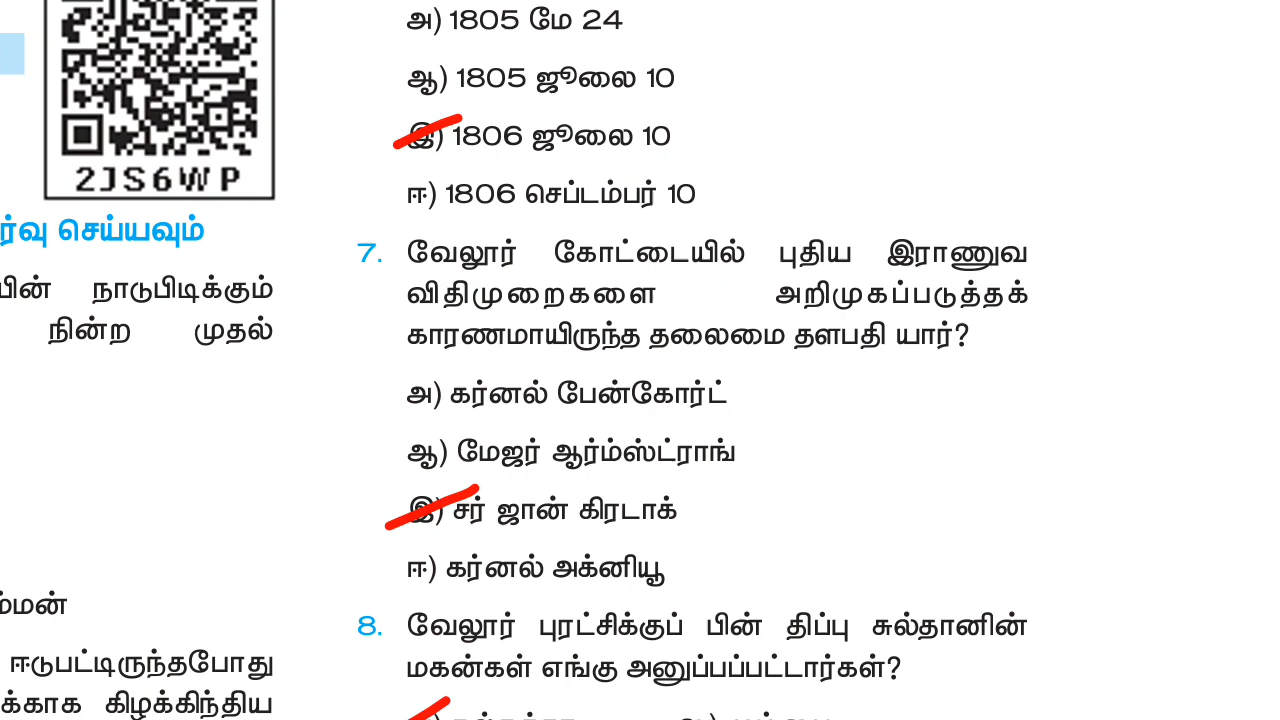 2JS6WP
ர்வு செய்யவும்
யின் நாடுபிடிக்கும்
நின்ற முதல்
ம்மன்
ஈடுபட்டிருந்தபோது
க்காக கிழக்கிந்திய
அ) 1805 மே 24
ஆ) 1805 ஜூலை 10
இ) 1806 ஜூலை 10
ஈ) 1806 செப்டம்பர் 10
7. வேலூர் கோட்டையில் புதிய இராணுவ
விதிமுறைகளை அறிமுகப்படுத்தக்
காரணமாயிருந்த தலைமை தளபதி யார்?
அ) கர்னல் பேன்கோர்ட்
ஆ) மேஜர் ஆர்ம்ஸ்ட்ராங்
இ) சர் ஜான் கிரடாக்
ஈ) கர்னல் அக்னியூ
8. வேலூர் புரட்சிக்குப் பின் திப்பு சுல்தானின்
மகன்கள் எங்கு அனுப்பப்பட்டார்கள்?